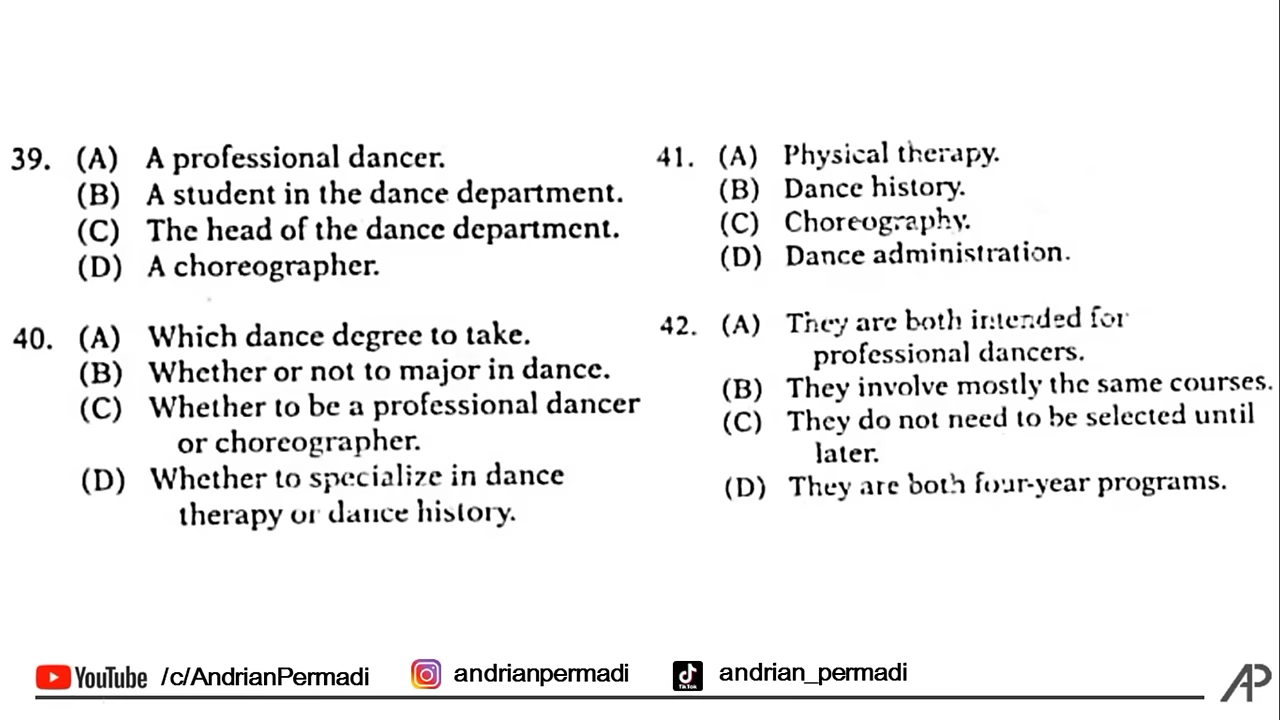 39. (A) A professional dancer.
(B) A student in the dance department.
(C) The head of the dance department.
(D) A choreographer.
40. (A) Which dance degree to take.
(B) Whether or not to major in dance.
(C) Whether to be a professional dancer
or choreographer.
(D) Whether to specialize in dance
therapy or dance history.
41. (A) Physical therapy.
(B) Dance history.
(C) Choreography.
(D) Dance administration.
42. (A) They are both intended for
professional dancers.
(B) They involve mostly the same courses.
(C) They do not need to be selected until
later.
(D) They are both four-year programs.
YouTube /c/AndrianPermadi
andrianpermadi
TikTok
andrian_permadi
AP